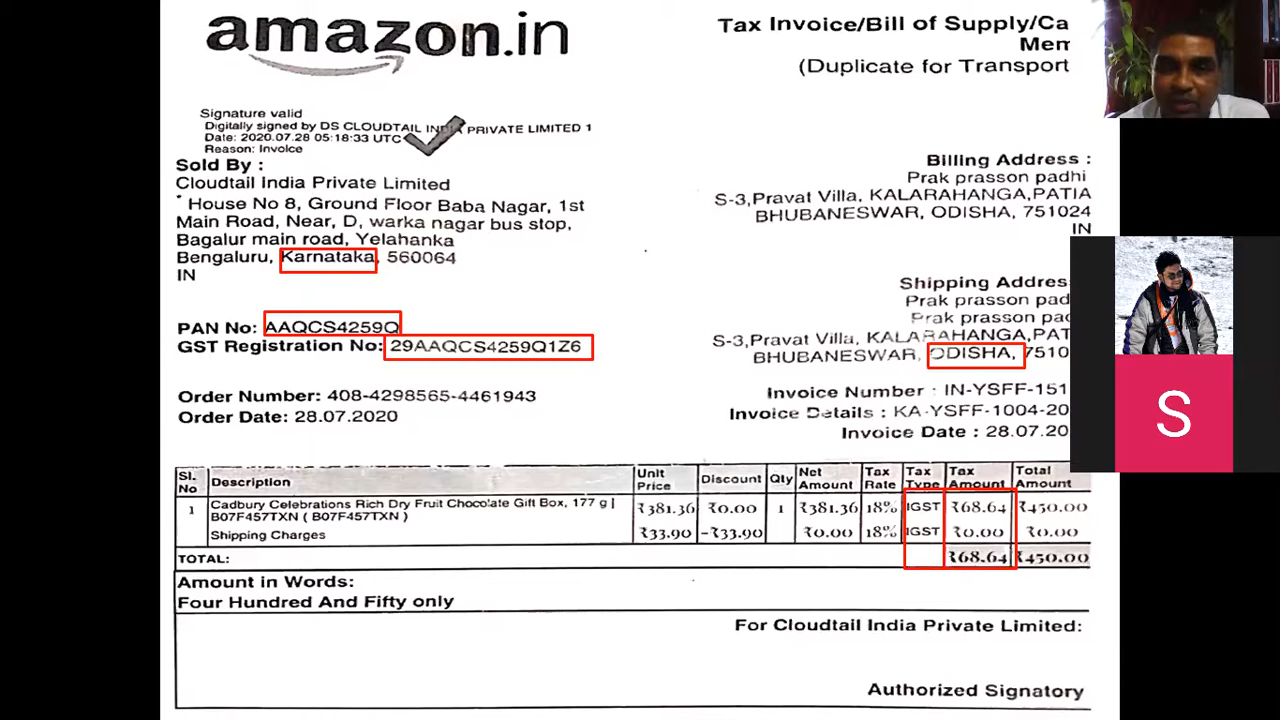 amazon.in
Tax Invoice/Bill of Supply/Ca
Mem
(Duplicate for Transport
Signature valid
Digitally signed by DS CLOUDTAIL INDIA PRIVATE LIMITED 1
Date: 2020.07.28 05:18:33 UTC
Reason: Invoice
Sold By :
Cloudtail India Private Limited
* House No 8, Ground Floor Baba Nagar, 1st
Main Road, Near, D, warka nagar bus stop,
Bagalur main road, Yelahanka
Bengaluru, Karnataka, 560064
IN
Billing Address :
Prak prasson padhi
S-3,Pravat Villa, KALARAHANGA,PATIA
BHUBANESWAR, ODISHA, 751024
IN
Shipping Addres
Prak prasson pad
Prak prasson pad
S-3,Pravat Villa, KALARAHANGA,PAT
BHUBANESWAR, ODISHA, 7510
PAN No: AAQCS4259Q
GST Registration No: 29AAQCS4259Q1Z6
Order Number: 408-4298565-4461943
Order Date: 28.07.2020
Invoice Number : IN-YSFF-151
Invoice Details : KA-YSFF-1004-20
Invoice Date : 28.07.20
Sl. No Description Unit Price Discount Qty Net Amount Tax Rate Tax Type Tax Amount Total Amount
1 Cadbury Celebrations Rich Dry Fruit Chocolate Gift Box, 177 g | ₹381.36 ₹0.00 1 ₹381.36 18% IGST ₹68.64 ₹450.00
B07F457TXN ( B07F457TXN )
Shipping Charges ₹33.90 -₹33.90 ₹0.00 18% IGST ₹0.00 ₹0.00
TOTAL: ₹68.64 ₹450.00
Amount in Words:
Four Hundred And Fifty only
For Cloudtail India Private Limited:
Authorized Signatory
S